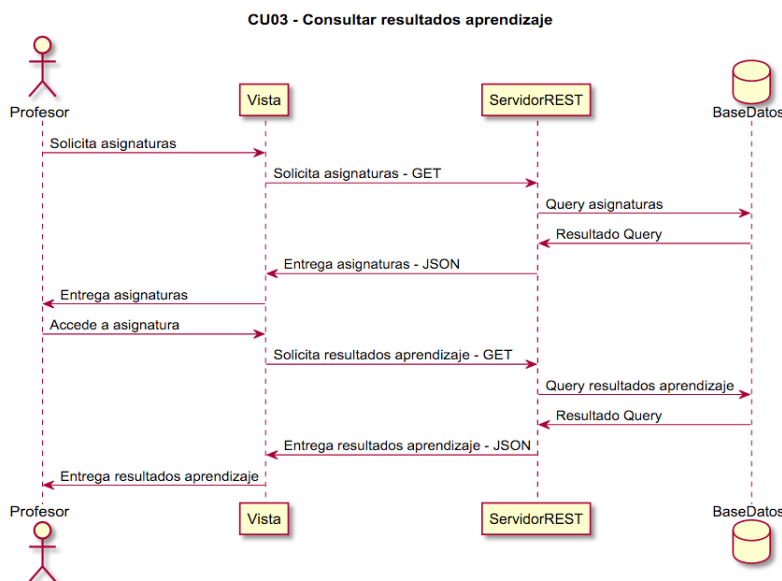 CU03 - Consultar resultados aprendizaje
Profesor
Vista
ServidorREST
BaseDatos
Solicita asignaturas
Solicita asignaturas - GET
Query asignaturas
Resultado Query
Entrega asignaturas - JSON
Entrega asignaturas
Accede a asignatura
Solicita resultados aprendizaje - GET
Query resultados aprendizaje
Resultado Query
Entrega resultados aprendizaje - JSON
Entrega resultados aprendizaje
Profesor
Vista
ServidorREST
BaseDatos